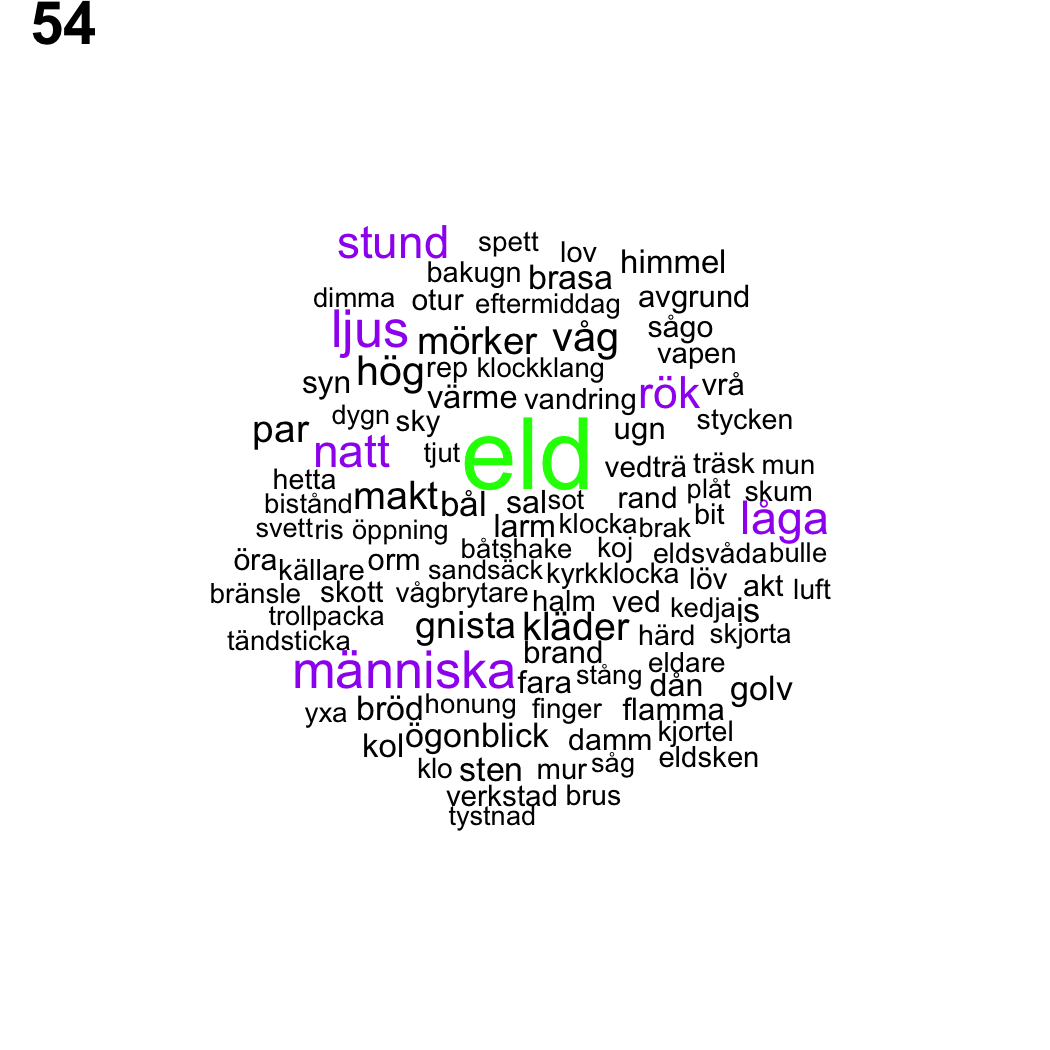 54
stund spett lov himmel
bakugn brasa
dimma otur eftermiddag avgrund
ljus mörker våg sågo
vapen
syn hög rep klockklang
värme vandring rök vrå
par dygn sky ugn stycken
natt tjut eld vedträ träsk mun
hetta
bistånd makt bål salsot rand plåt skum
svett ris öppning larm klocka brak bit låga
båtshake koj eldsvåda bulle
öra källare orm sandsäck kyrkklocka löv akt luft
bränsle skott vågbrytare halm ved kedja is
trollpacka gnista kläder härd skjorta
tändsticka brand
människa fara stång eldare dån golv
yxa bröd honung finger flamma
kol ögonblick damm kjortel
klo sten mur såg eldsken
verkstad brus
tystnad